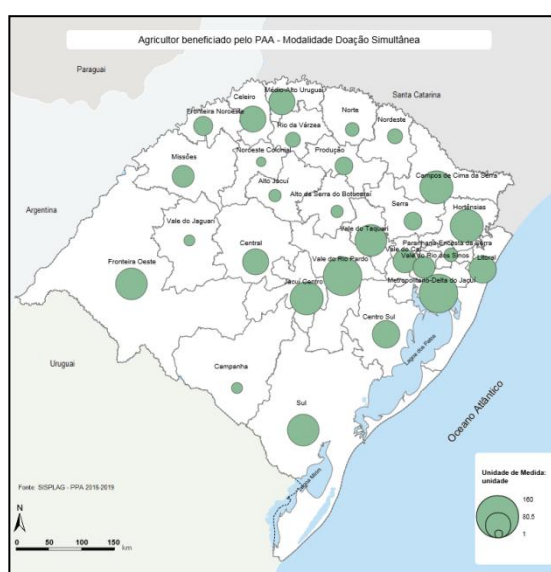 Agricultor beneficiado pelo PAA - Modalidade Doação Simultânea
Paraguai
Santa Catarina
Médio Alto Uruguai
Celeiro
Fronteira Noroeste
Norte
Nordeste
Rio da Várzea
Noroeste Colonial
Produção
Missões
Campos de Cima da Serra
Alto Jacuí
Alto da Serra do Botucaraí
Serra
Hortênsias
Argentina
Vale do Jaguari
Vale do Taquari
Paranhana-Encosta da Serra
Central
Vale do Rio dos Sinos
Litoral
Fronteira Oeste
Vale do Rio Pardo
Metropolitano-Delta do Jacuí
Jacuí Centro
Centro Sul
Lagoa dos Patos
Uruguai
Campanha
Sul
Oceano Atlântico
Lagoa Mirim
Fonte: SISPLAG - PPA 2016-2019
N
0 50 100 150
km
Unidade de Medida:
unidade
160
80,5
1